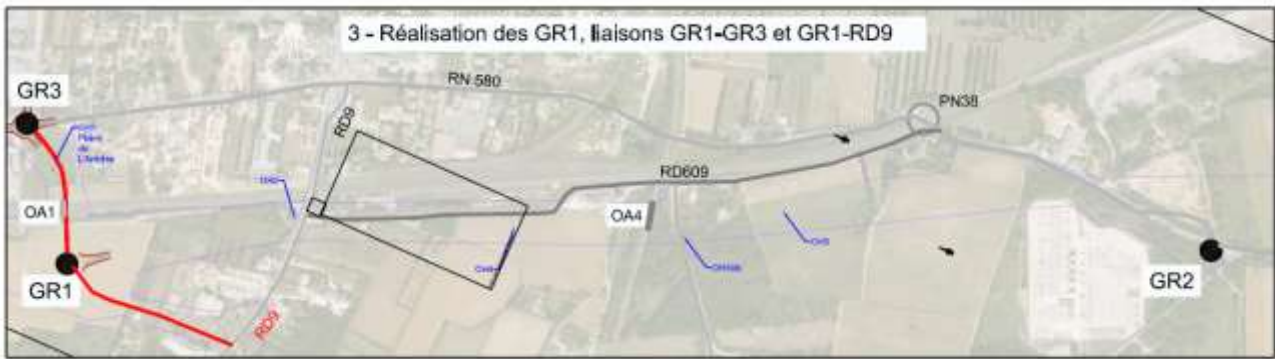 3 - Réalisation des GR1, liaisons GR1-GR3 et GR1-RD9
GR3
RN 580
RD9
PN38
RD609
OA1
OA4
GR1
RD9
GR2